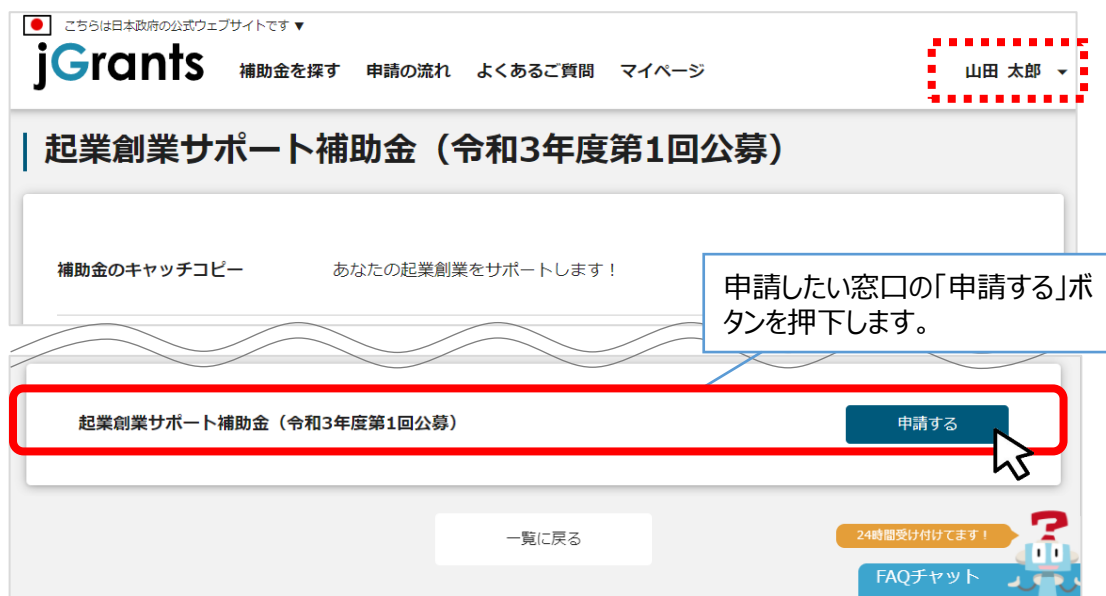 こちらは日本政府の公式ウェブサイトです ▼
jGrants 補助金を探す 申請の流れ よくあるご質問 マイページ 山田 太郎
起業創業サポート補助金（令和3年度第1回公募）
補助金のキャッチコピー あなたの起業創業をサポートします！
申請したい窓口の「申請する」ボ
タンを押下します。
起業創業サポート補助金（令和3年度第1回公募） 申請する
一覧に戻る
24時間受け付けてます！
FAQチャット